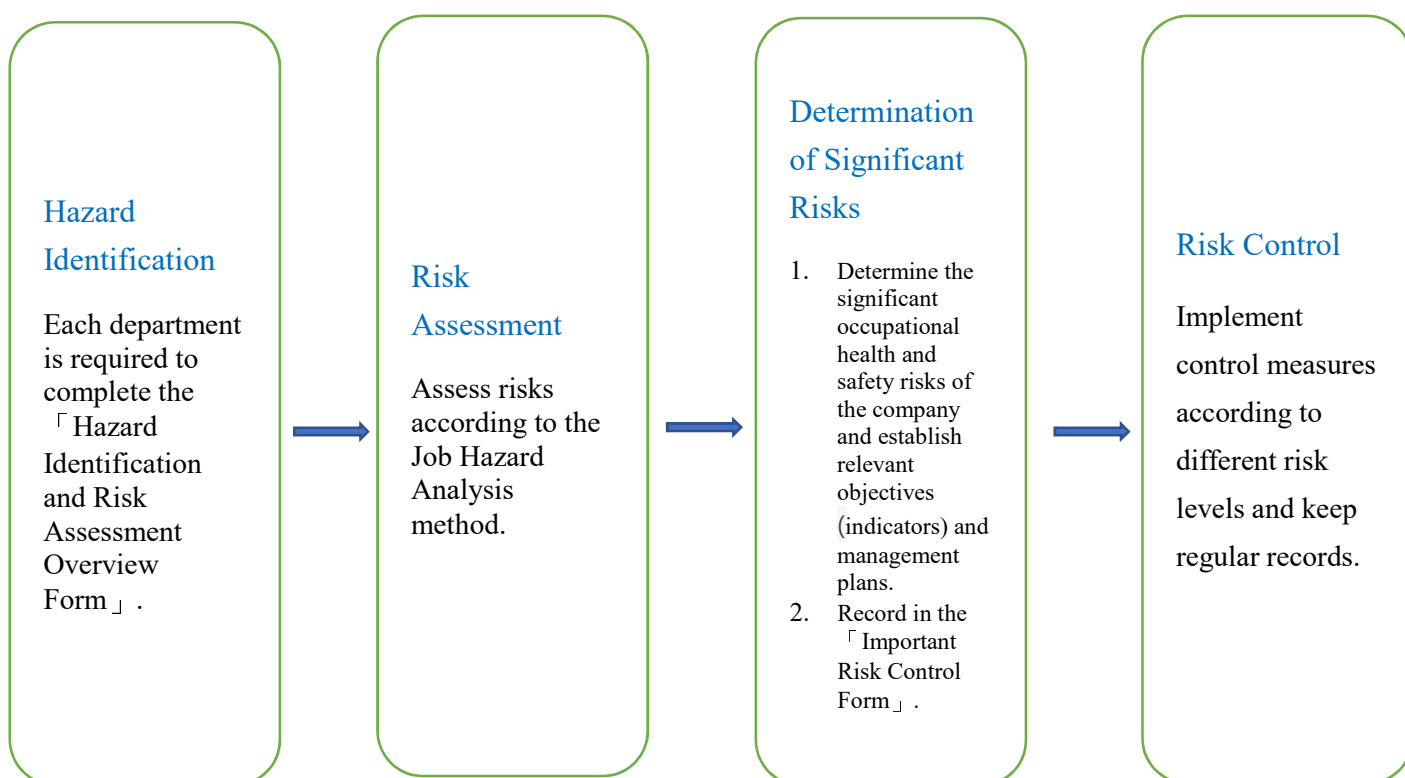 Hazard
Identification
Each department
is required to
complete the
「Hazard
Identification
and Risk
Assessment
Overview
Form」.
Risk
Assessment
Assess risks
according to the
Job Hazard
Analysis
method.
Determination
of Significant
Risks
1. Determine the
significant
occupational
health and
safety risks of
the company
and establish
relevant
objectives
(indicators) and
management
plans.
2. Record in the
「Important
Risk Control
Form」.
Risk Control
Implement
control measures
according to
different risk
levels and keep
regular records.